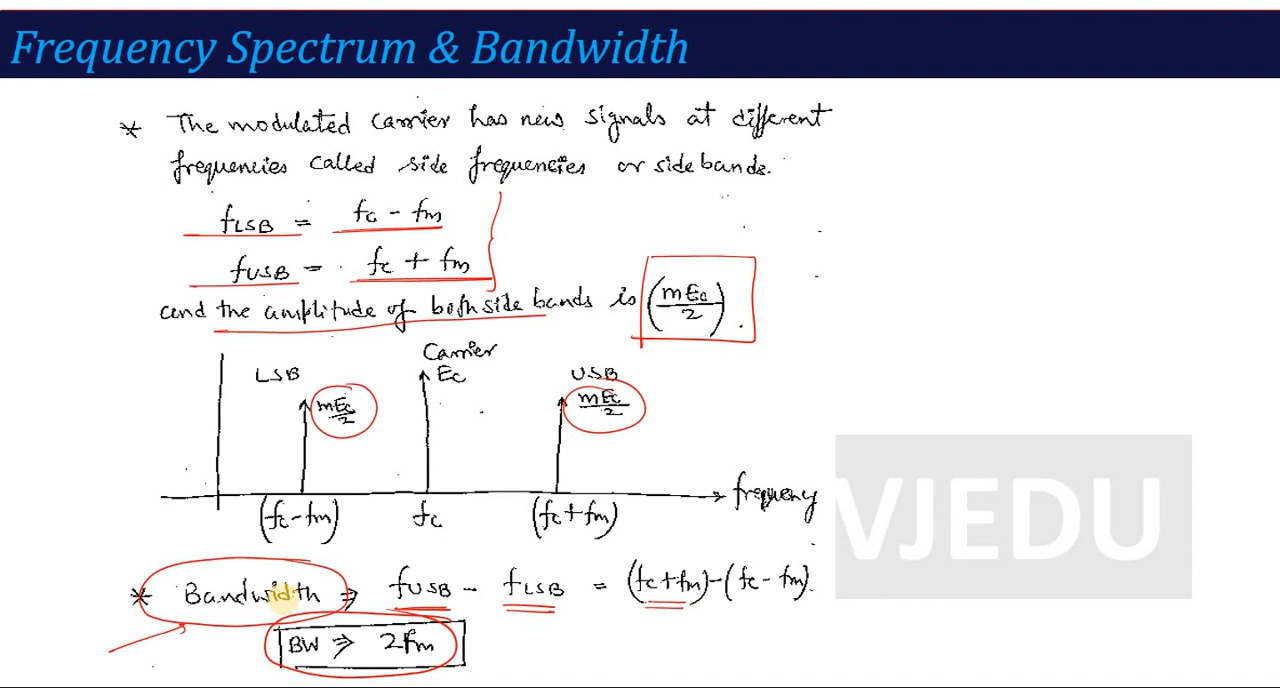 Frequency Spectrum & Bandwidth
* The modulated carrier has new signals at different
frequencies called side frequencies or side bands.
fLSB = fc - fm
fUSB = fc + fm
and the amplitude of both side bands is (mEc/2).
Carrier
LSB Ec USB
mEc/2 mEc/2
frequency
(fc-fm) fc (fc+fm)
VJEDU
* Bandwidth ⇒ fUSB - fLSB = (fc+fm)-(fc-fm).
BW ⇒ 2fm